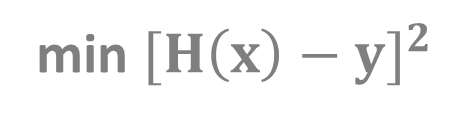 min [H(x) − y]²